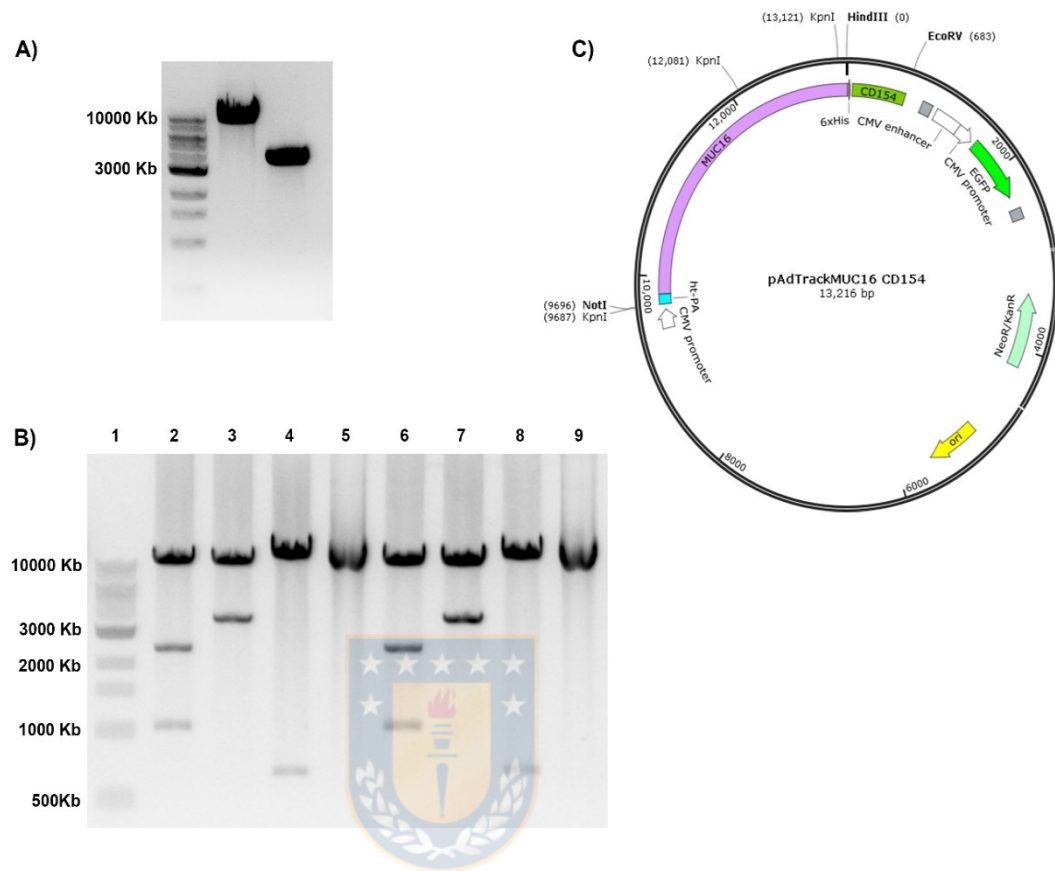 A)
10000 Kb
3000 Kb
B)
1 2 3 4 5 6 7 8 9
10000 Kb
3000 Kb
2000 Kb
1000 Kb
500Kb
C)
(13,121) KpnI
HindIII (0)
EcoRV (683)
(12,081) KpnI
12,000
MUC16
6xHis
CD154
CMV enhancer
CMV promoter
2000
EGFP
pAdTrackMUC16 CD154
13,216 bp
10,000
(9696) NotI
(9687) KpnI
ht-PA
CMV promoter
NeoR/KanR
4000
ori
6000
8000